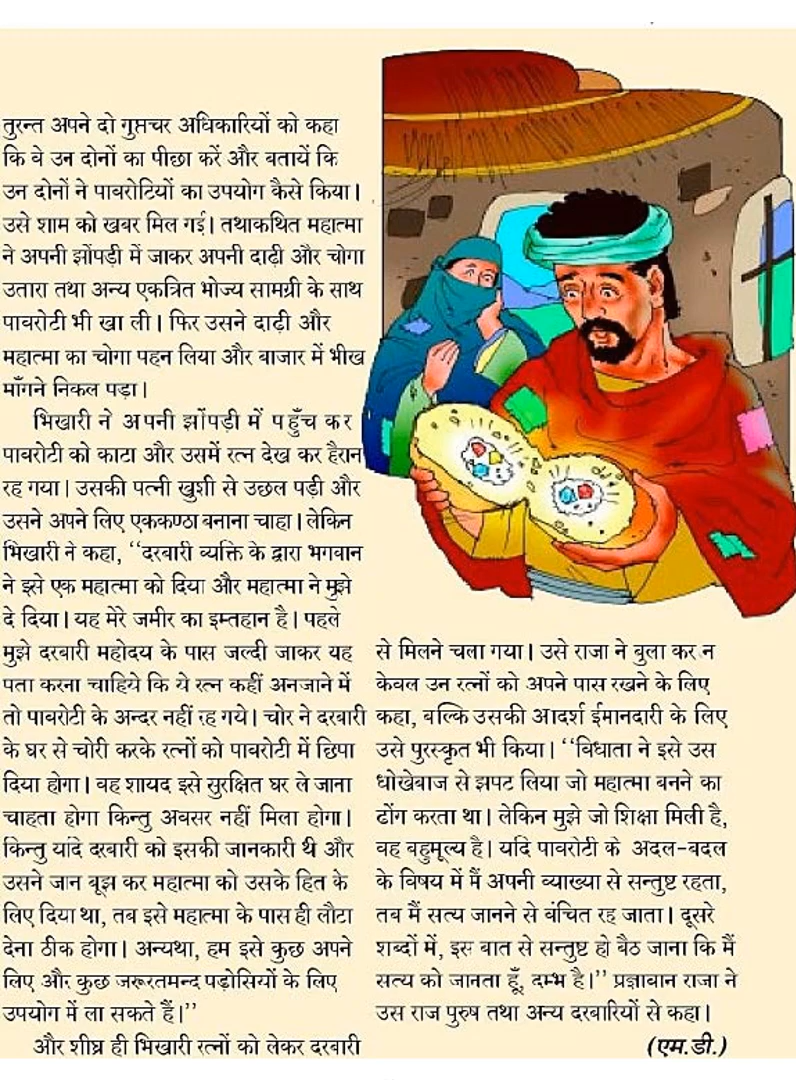 तुरन्त अपने दो गुप्तचर अधिकारियों को कहा
कि वे उन दोनों का पीछा करें और बतायें कि
उन दोनों ने पावरोटियों का उपयोग कैसे किया।
उसे शाम को खबर मिल गई। तथाकथित महात्मा
ने अपनी झोंपड़ी में जाकर अपनी दाढ़ी और चोगा
उतारा तथा अन्य एकत्रित भोज्य सामग्री के साथ
पावरोटी भी खा ली। फिर उसने दाढ़ी और
महात्मा का चोगा पहन लिया और बाजार में भीख
माँगने निकल पड़ा।
भिखारी ने अपनी झोंपड़ी में पहुँच कर
पावरोटी को काटा और उसमें रत्न देख कर हैरान
रह गया। उसकी पत्नी खुशी से उछल पड़ी और
उसने अपने लिए एककण्ठा बनाना चाहा। लेकिन
भिखारी ने कहा, ‘‘दरबारी व्यक्ति के द्वारा भगवान
ने इसे एक महात्मा को दिया और महात्मा ने मुझे
दे दिया। यह मेरे जमीर का इम्तहान है। पहले
मुझे दरबारी महोदय के पास जल्दी जाकर यह
पता करना चाहिये कि ये रत्न कहीं अनजाने में
तो पावरोटी के अन्दर नहीं रह गये। चोर ने दरबारी
के घर से चोरी करके रत्नों को पावरोटी में छिपा
दिया होगा। वह शायद इसे सुरक्षित घर ले जाना
चाहता होगा किन्तु अवसर नहीं मिला होगा।
किन्तु यदि दरबारी को इसकी जानकारी थी और
उसने जान बूझ कर महात्मा को उसके हित के
लिए दिया था, तब इसे महात्मा के पास ही लौटा
देना ठीक होगा। अन्यथा, हम इसे कुछ अपने
लिए और कुछ जरूरतमन्द पड़ोसियों के लिए
उपयोग में ला सकते हैं।’’
और शीघ्र ही भिखारी रत्नों को लेकर दरबारी
से मिलने चला गया। उसे राजा ने बुला कर न
केवल उन रत्नों को अपने पास रखने के लिए
कहा, बल्कि उसकी आदर्श ईमानदारी के लिए
उसे पुरस्कृत भी किया। ‘‘विधाता ने इसे उस
धोखेबाज से झपट लिया जो महात्मा बनने का
ढोंग करता था। लेकिन मुझे जो शिक्षा मिली है,
वह बहुमूल्य है। यदि पावरोटी के अदल-बदल
के विषय में मैं अपनी व्याख्या से सन्तुष्ट रहता,
तब मैं सत्य जानने से वंचित रह जाता। दूसरे
शब्दों में, इस बात से सन्तुष्ट हो बैठ जाना कि मैं
सत्य को जानता हूँ, दम्भ है।’’ प्रज्ञावान राजा ने
उस राज पुरुष तथा अन्य दरबारियों से कहा।
(एम.डी.)